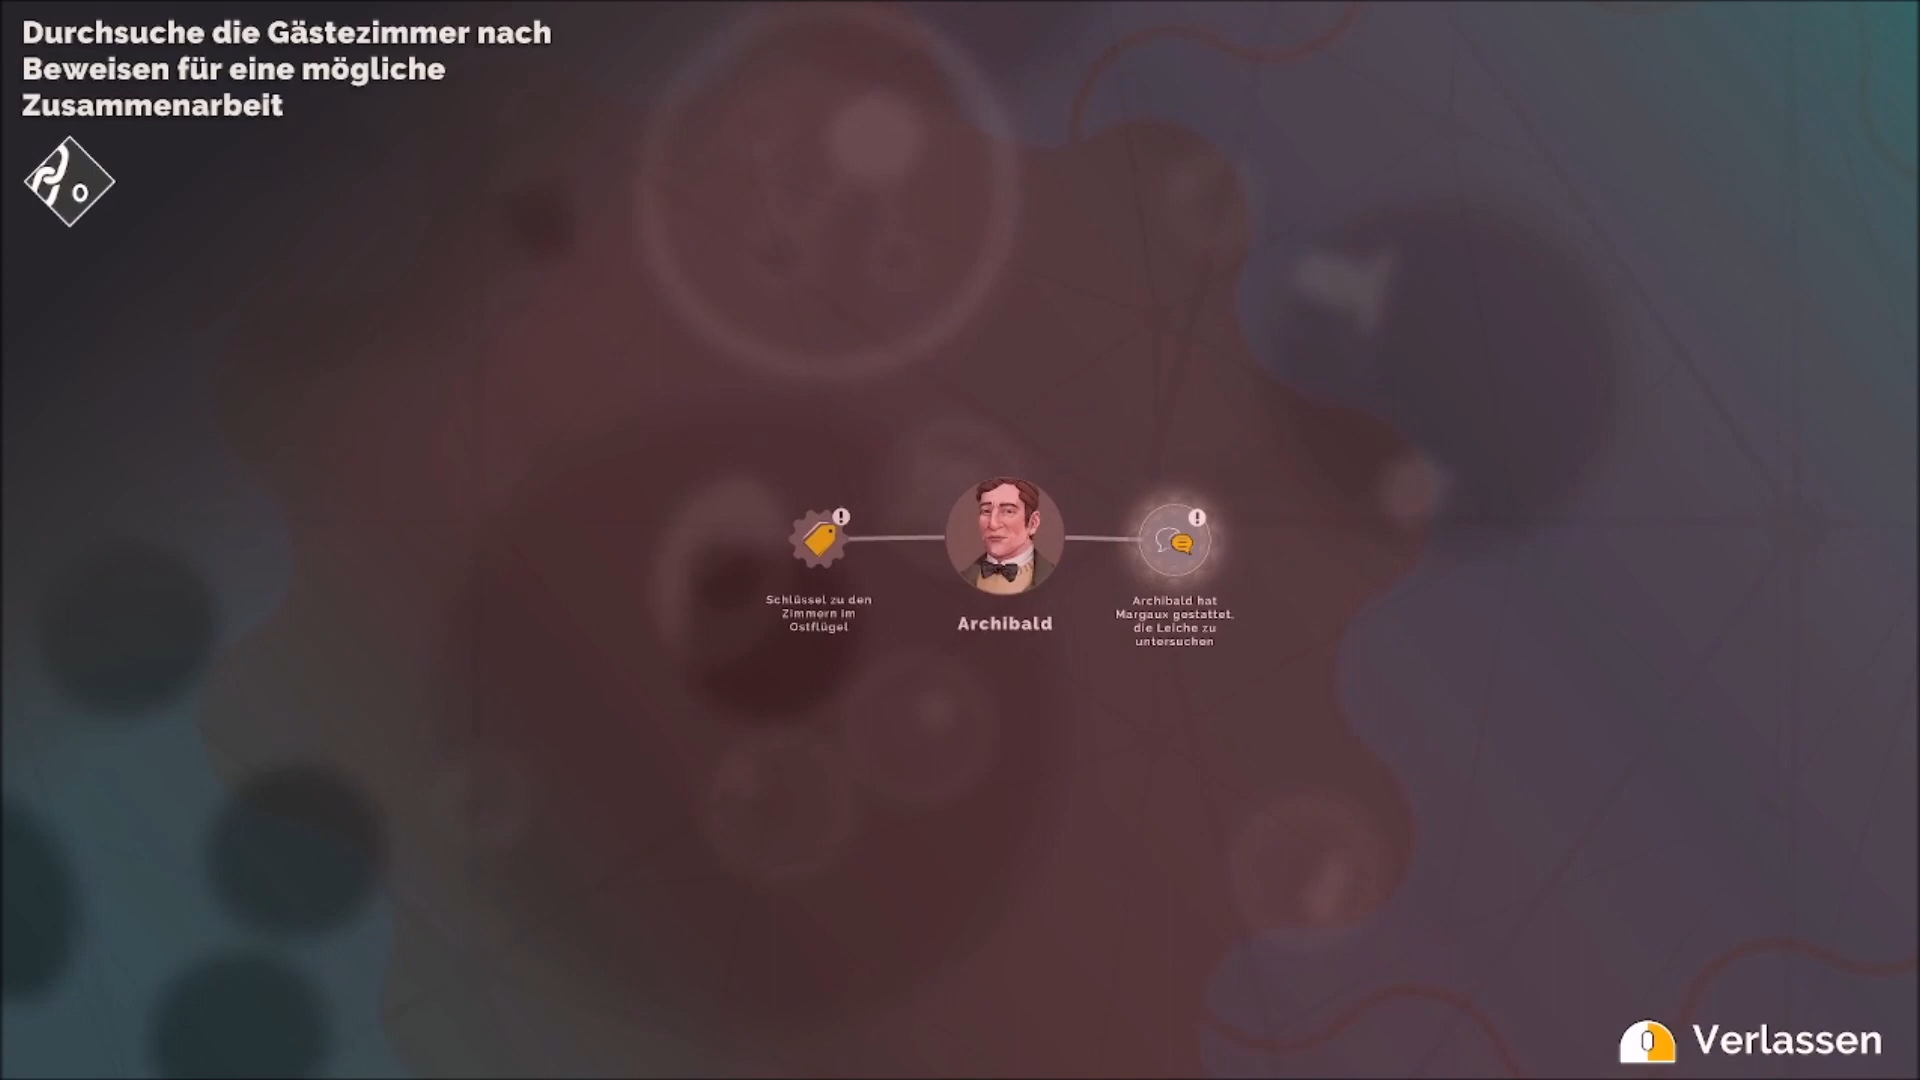 Durchsuche die Gästezimmer nach
Beweisen für eine mögliche
Zusammenarbeit
0
Schlüssel zu den
Zimmern im
Ostflügel
Archibald
Archibald hat
Margaux gestattet,
die Leiche zu
untersuchen
Verlassen